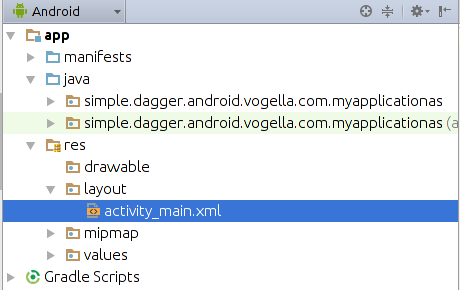 Android
app
manifests
java
simple.dagger.android.vogella.com.myapplicationas
simple.dagger.android.vogella.com.myapplicationas (a
res
drawable
layout
activity_main.xml
mipmap
values
Gradle Scripts